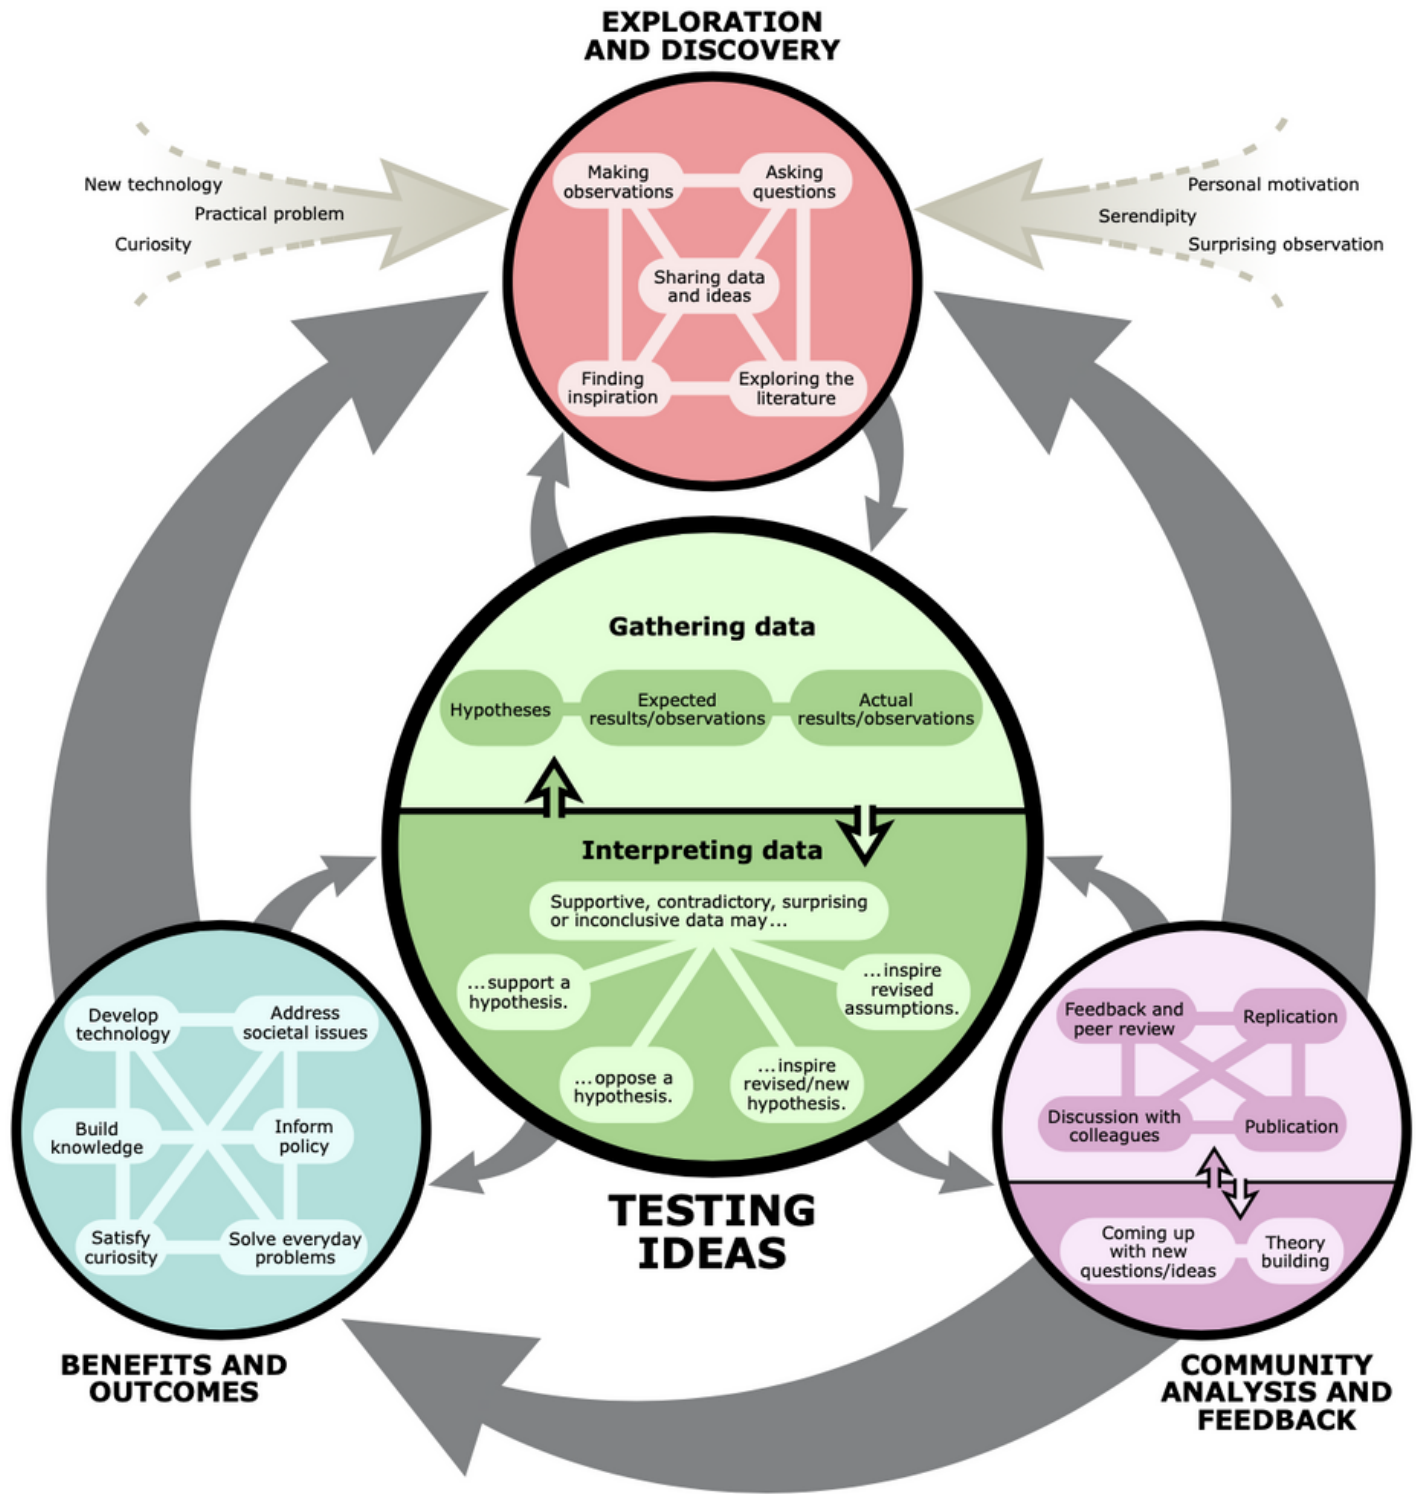 EXPLORATION
AND DISCOVERY
New technology
Practical problem
Curiosity
Personal motivation
Serendipity
Surprising observation
Making
observations
Asking
questions
Sharing data
and ideas
Finding
inspiration
Exploring the
literature
Gathering data
Hypotheses
Expected
results/observations
Actual
results/observations
Interpreting data
Supportive, contradictory, surprising
or inconclusive data may...
...support a
hypothesis.
...oppose a
hypothesis.
...inspire
revised/new
hypothesis.
...inspire
revised
assumptions.
TESTING
IDEAS
Develop
technology
Address
societal issues
Build
knowledge
Inform
policy
Satisfy
curiosity
Solve everyday
problems
BENEFITS AND
OUTCOMES
Feedback and
peer review
Replication
Discussion with
colleagues
Publication
Coming up
with new
questions/ideas
Theory
building
COMMUNITY
ANALYSIS AND
FEEDBACK